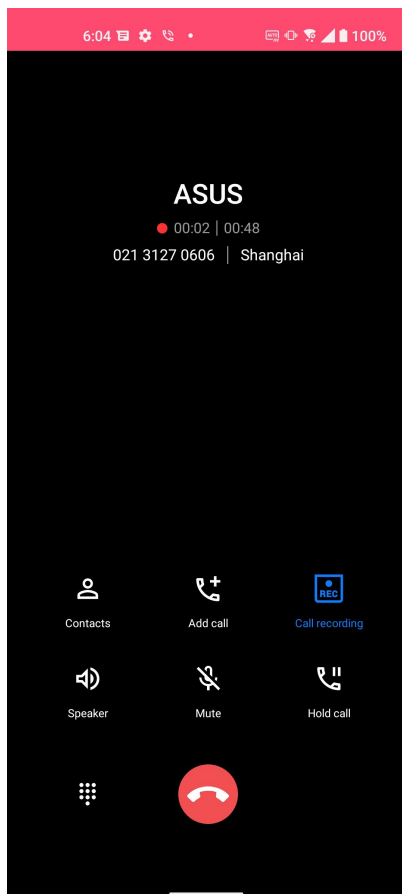 6:04 100%
ASUS
00:02 | 00:48
021 3127 0606 | Shanghai
REC
Contacts Add call Call recording
Speaker Mute Hold call